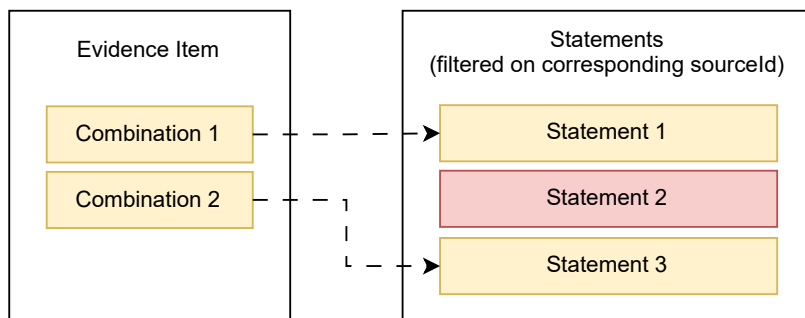 Evidence Item
Combination 1
Combination 2
Statements
(filtered on corresponding sourceId)
Statement 1
Statement 2
Statement 3